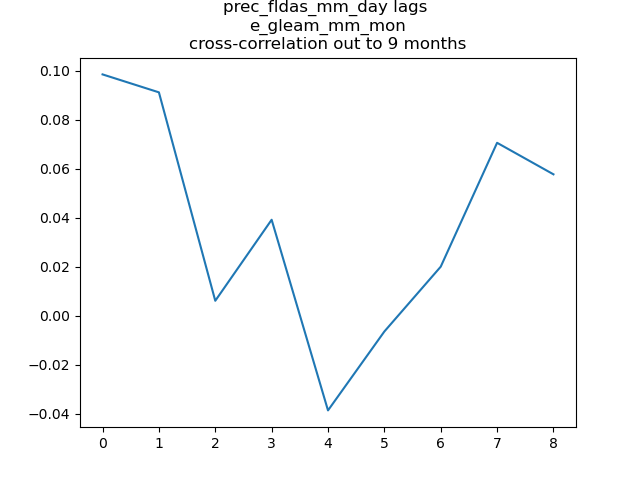 prec_fldas_mm_day lags
e_gleam_mm_mon
cross-correlation out to 9 months
0.10
0.08
0.06
0.04
0.02
0.00
−0.02
−0.04
0 1 2 3 4 5 6 7 8